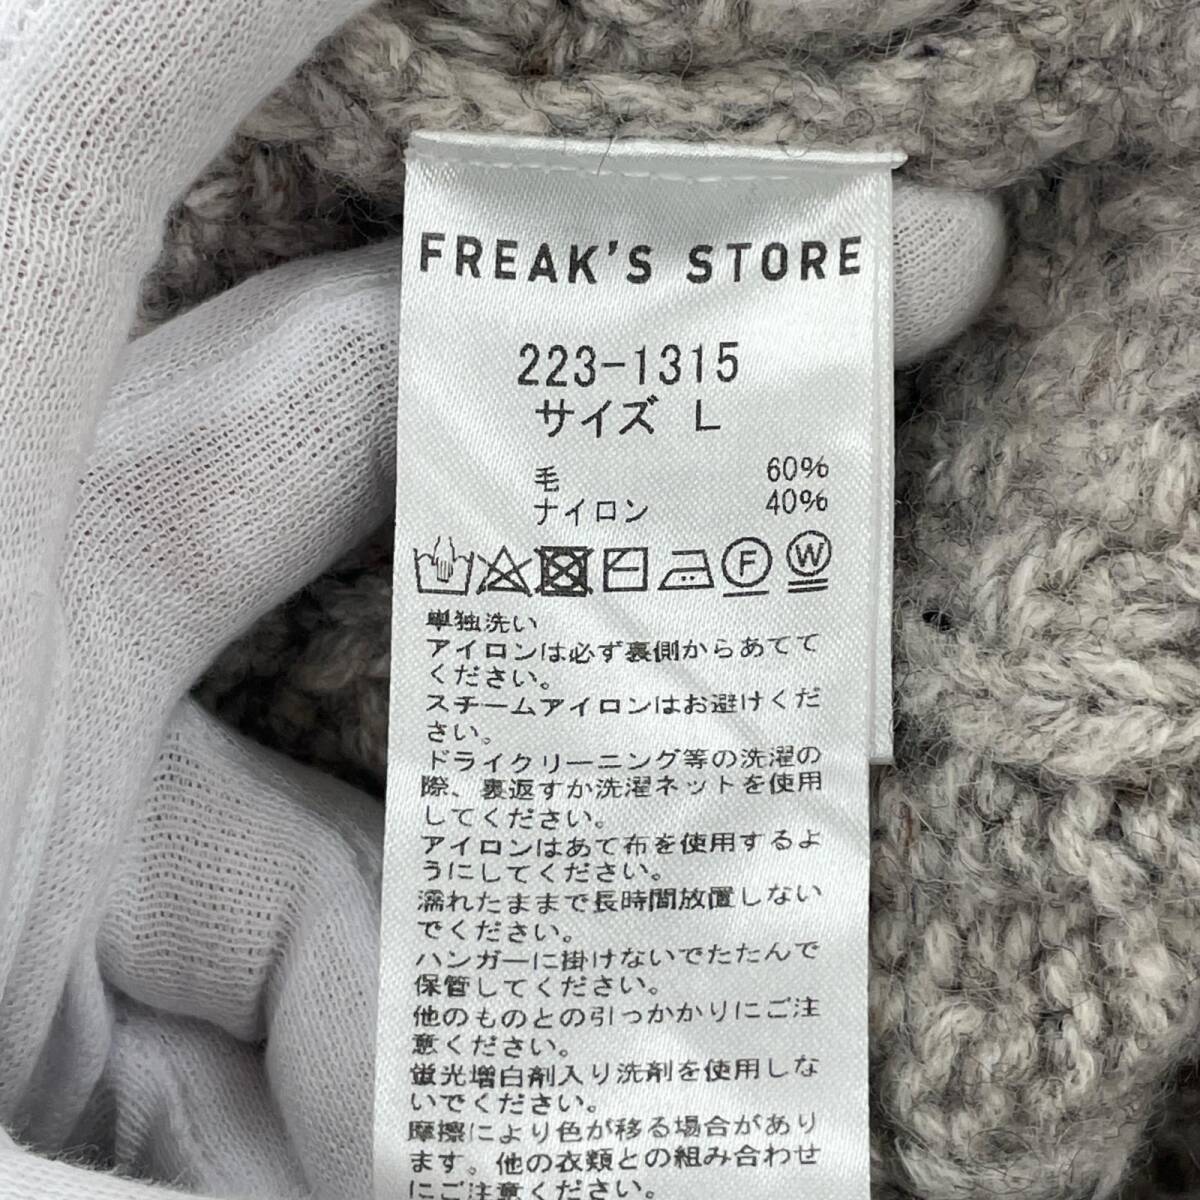 FREAK'S STORE
223-1315
サイズ L
毛 60%
ナイロン 40%
F W
単独洗い
アイロンは必ず裏側からあてて
ください。
スチームアイロンはお避けくだ
さい。
ドライクリーニング等の洗濯の
際、裏返すか洗濯ネットを使用
してください。
アイロンはあて布を使用するよ
うにしてください。
濡れたままで長時間放置しない
でください。
ハンガーに掛けないでたたんで
保管してください。
他のものとの引っかかりにご注
意ください。
蛍光増白剤入り洗剤を使用しな
いでください。
摩擦により色が移る場合があり
ます。他の衣類との組み合わせ
にご注意ください。